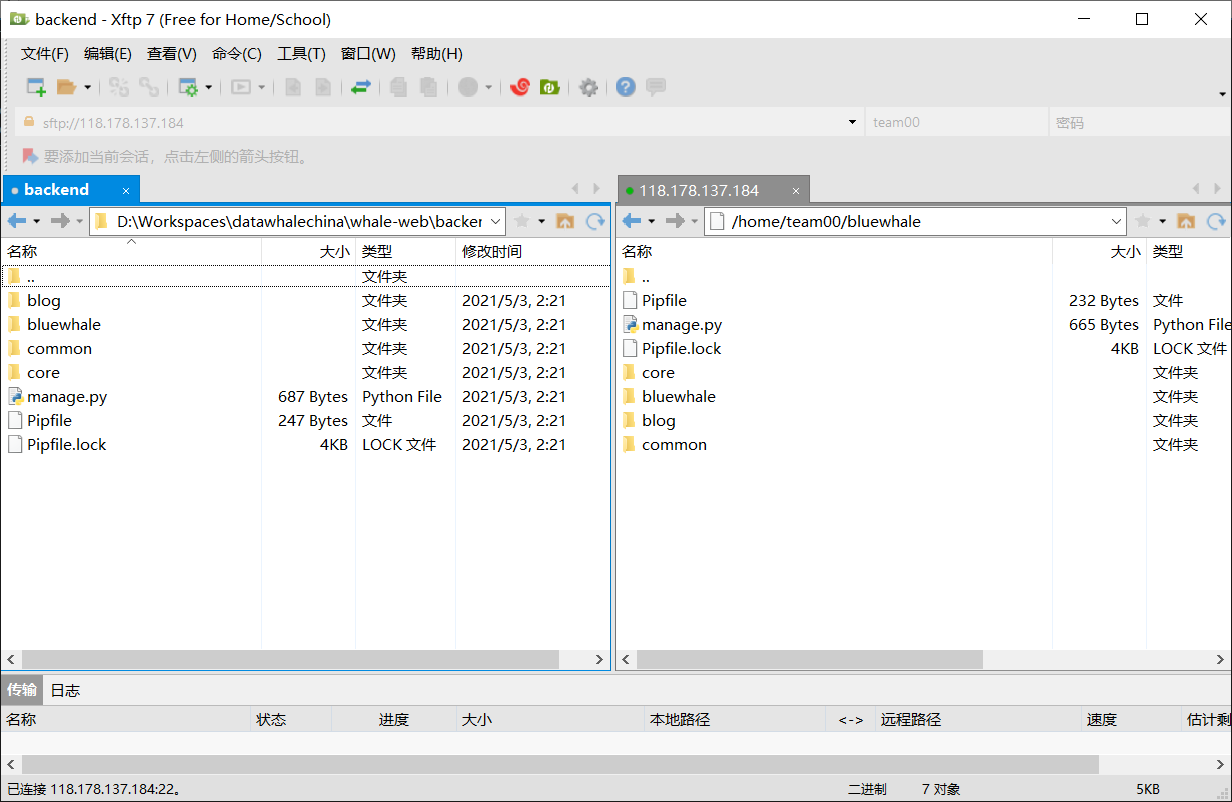 backend - Xftp 7 (Free for Home/School)
文件(F) 编辑(E) 查看(V) 命令(C) 工具(T) 窗口(W) 帮助(H)
sftp://118.178.137.184 team00 密码
要添加当前会话，点击左侧的箭头按钮。
backend × 118.178.137.184 ×
D:\Workspaces\datawhalechina\whale-web\backer /home/team00/bluewhale
名称 大小 类型 修改时间 名称 大小 类型
.. 文件夹 ..
blog 文件夹 2021/5/3, 2:21 Pipfile 232 Bytes 文件
bluewhale 文件夹 2021/5/3, 2:21 manage.py 665 Bytes Python File
common 文件夹 2021/5/3, 2:21 Pipfile.lock 4KB LOCK 文件
core 文件夹 2021/5/3, 2:21 core 文件夹
manage.py 687 Bytes Python File 2021/5/3, 2:21 bluewhale 文件夹
Pipfile 247 Bytes 文件 2021/5/3, 2:21 blog 文件夹
Pipfile.lock 4KB LOCK 文件 2021/5/3, 2:21 common 文件夹
传输 日志
名称 状态 进度 大小 本地路径 <-> 远程路径 速度 估计剩
已连接 118.178.137.184:22。 二进制 7 对象 5KB